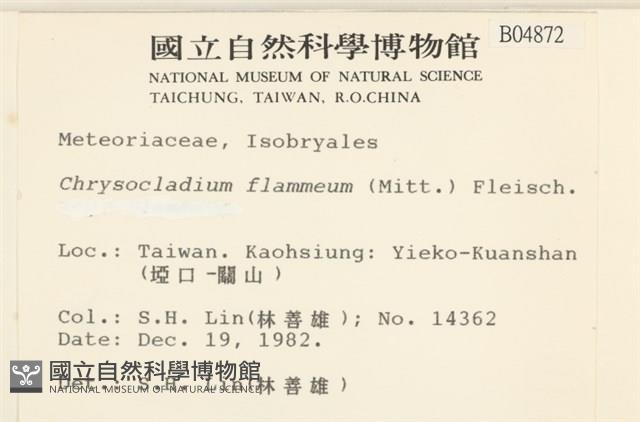 B04872
國立自然科學博物館
NATIONAL MUSEUM OF NATURAL SCIENCE
TAICHUNG, TAIWAN, R.O.CHINA
Meteoriaceae, Isobryales
Chrysocladium flammeum (Mitt.) Fleisch.
Loc.: Taiwan. Kaohsiung: Yieko-Kuanshan
(埡口-關山)
Col.: S.H. Lin(林善雄); No. 14362
Date: Dec. 19, 1982.
Det.: S.H. Lin(林善雄)
國立自然科學博物館
NATIONAL MUSEUM OF NATURAL SCIENCE